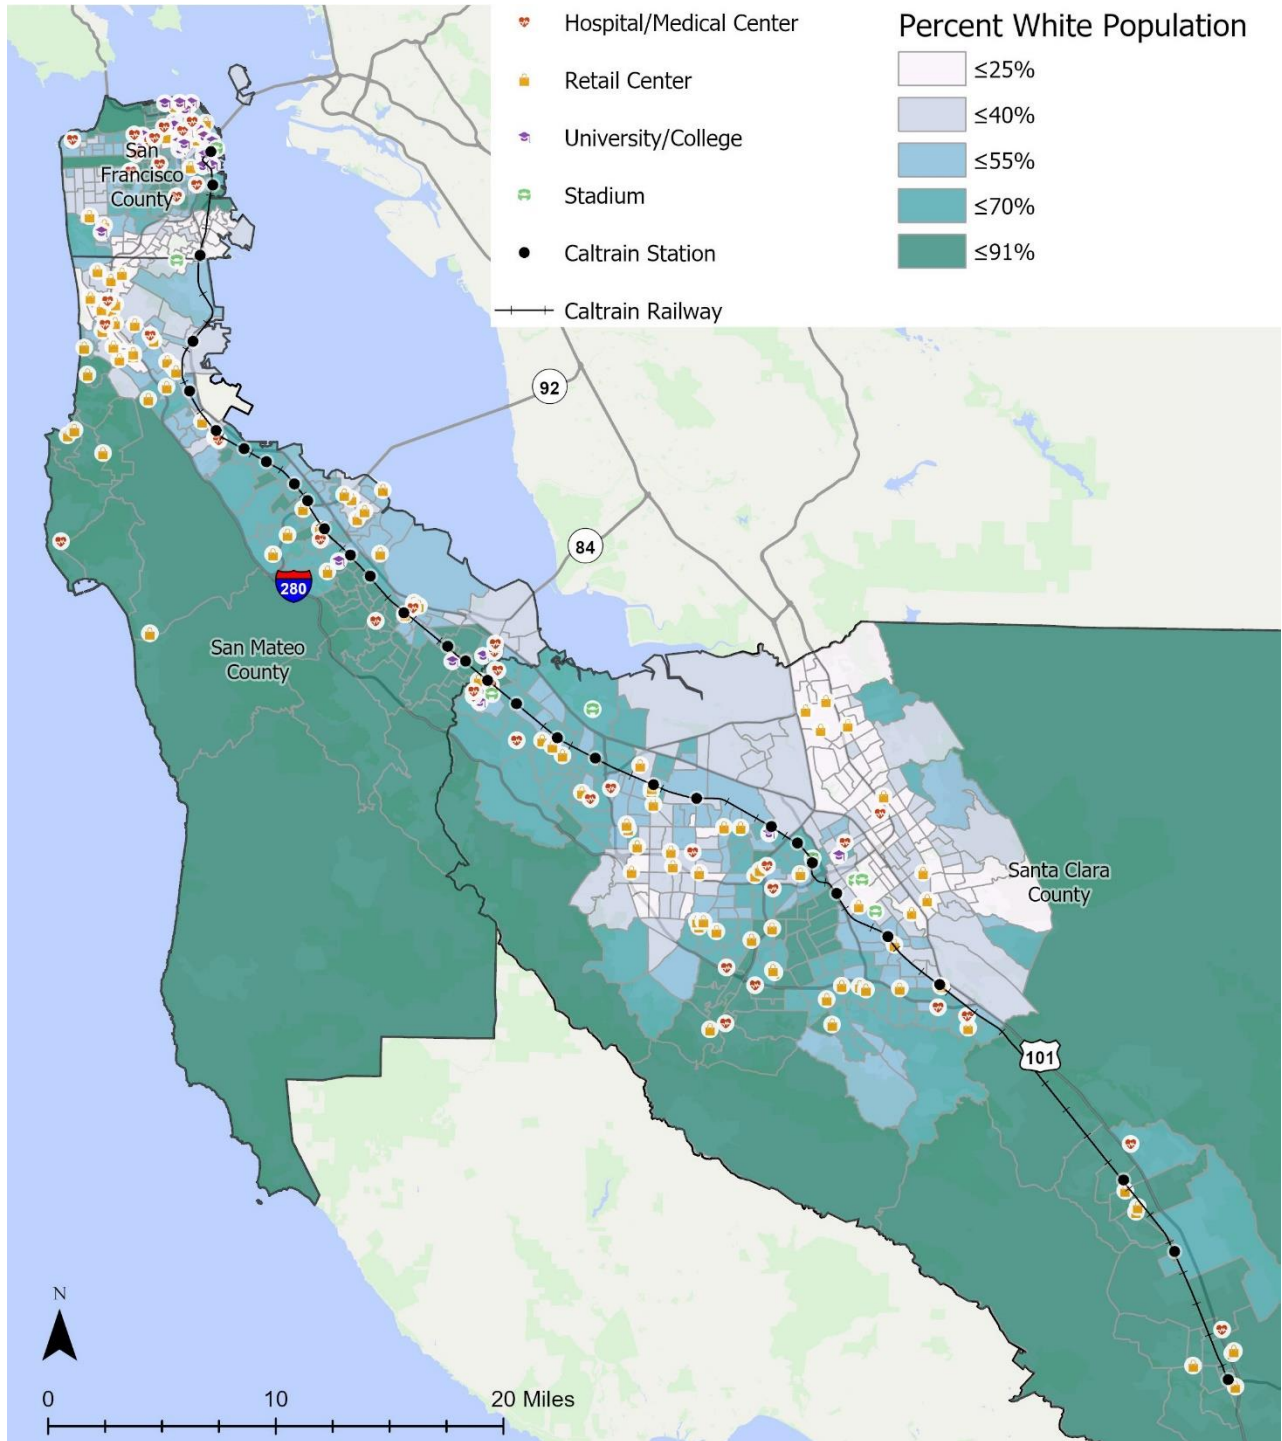 Hospital/Medical Center
Retail Center
University/College
Stadium
Caltrain Station
Caltrain Railway
Percent White Population
≤25%
≤40%
≤55%
≤70%
≤91%
San
Francisco
County
92
84
280
San Mateo
County
Santa Clara
County
101
N
0 10 20 Miles